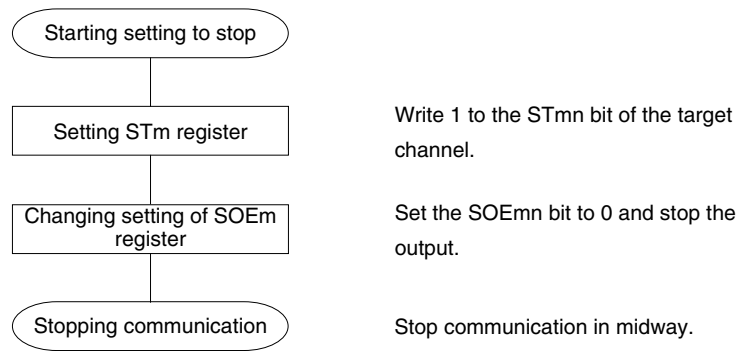 Starting setting to stop
Setting STm register
Write 1 to the STmn bit of the target
channel.
Changing setting of SOEm
register
Set the SOEmn bit to 0 and stop the
output.
Stopping communication
Stop communication in midway.